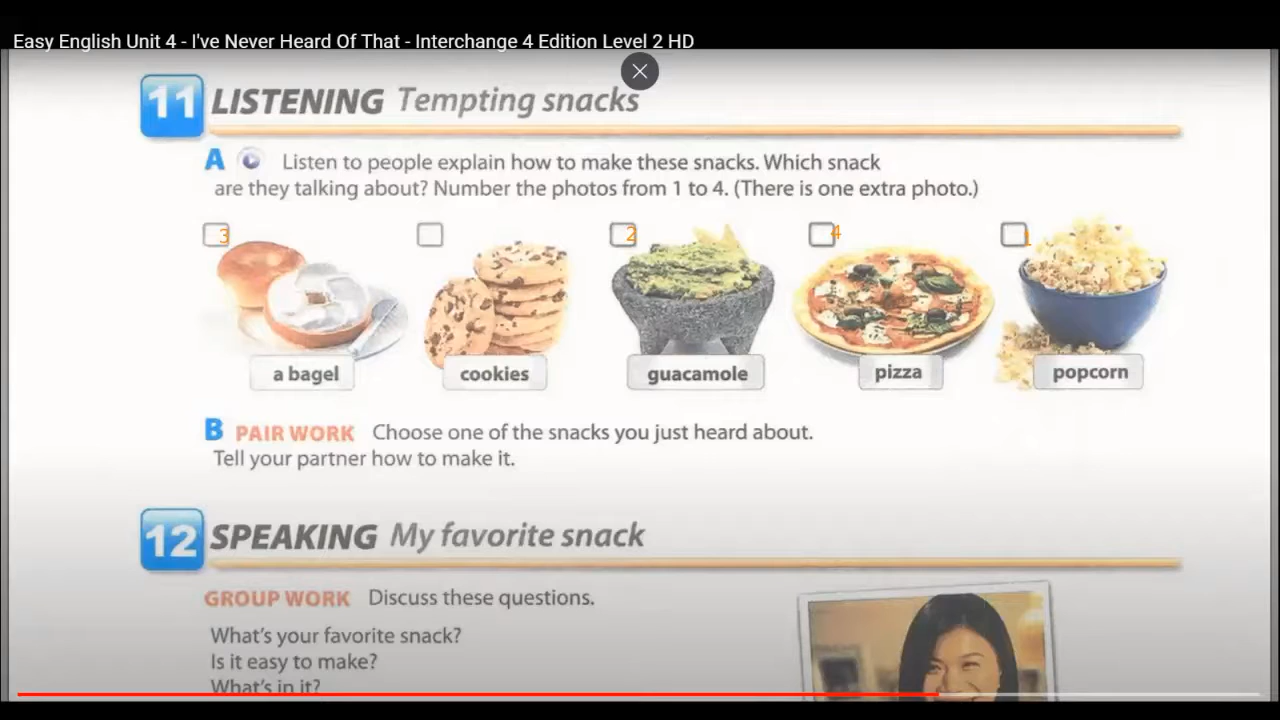 Easy English Unit 4 - I've Never Heard Of That - Interchange 4 Edition Level 2 HD
11 LISTENING Tempting snacks
A Listen to people explain how to make these snacks. Which snack
are they talking about? Number the photos from 1 to 4. (There is one extra photo.)
3 2 4 1
a bagel cookies guacamole pizza popcorn
B PAIR WORK Choose one of the snacks you just heard about.
Tell your partner how to make it.
12 SPEAKING My favorite snack
GROUP WORK Discuss these questions.
What's your favorite snack?
Is it easy to make?
What's in it?